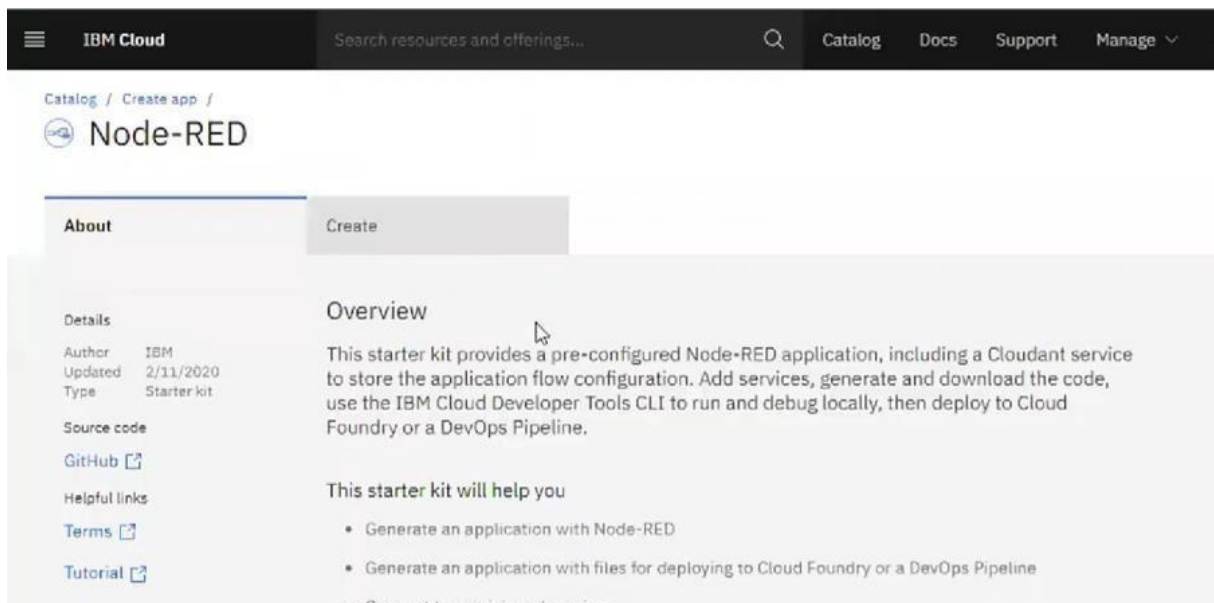 IBM Cloud
Search resources and offerings...
Catalog
Docs
Support
Manage
Catalog / Create app /
Node-RED
About
Create
Details
Author IBM
Updated 2/11/2020
Type Starter kit
Source code
GitHub
Helpful links
Terms
Tutorial
Overview
This starter kit provides a pre-configured Node-RED application, including a Cloudant service
to store the application flow configuration. Add services, generate and download the code,
use the IBM Cloud Developer Tools CLI to run and debug locally, then deploy to Cloud
Foundry or a DevOps Pipeline.
This starter kit will help you
• Generate an application with Node-RED
• Generate an application with files for deploying to Cloud Foundry or a DevOps Pipeline